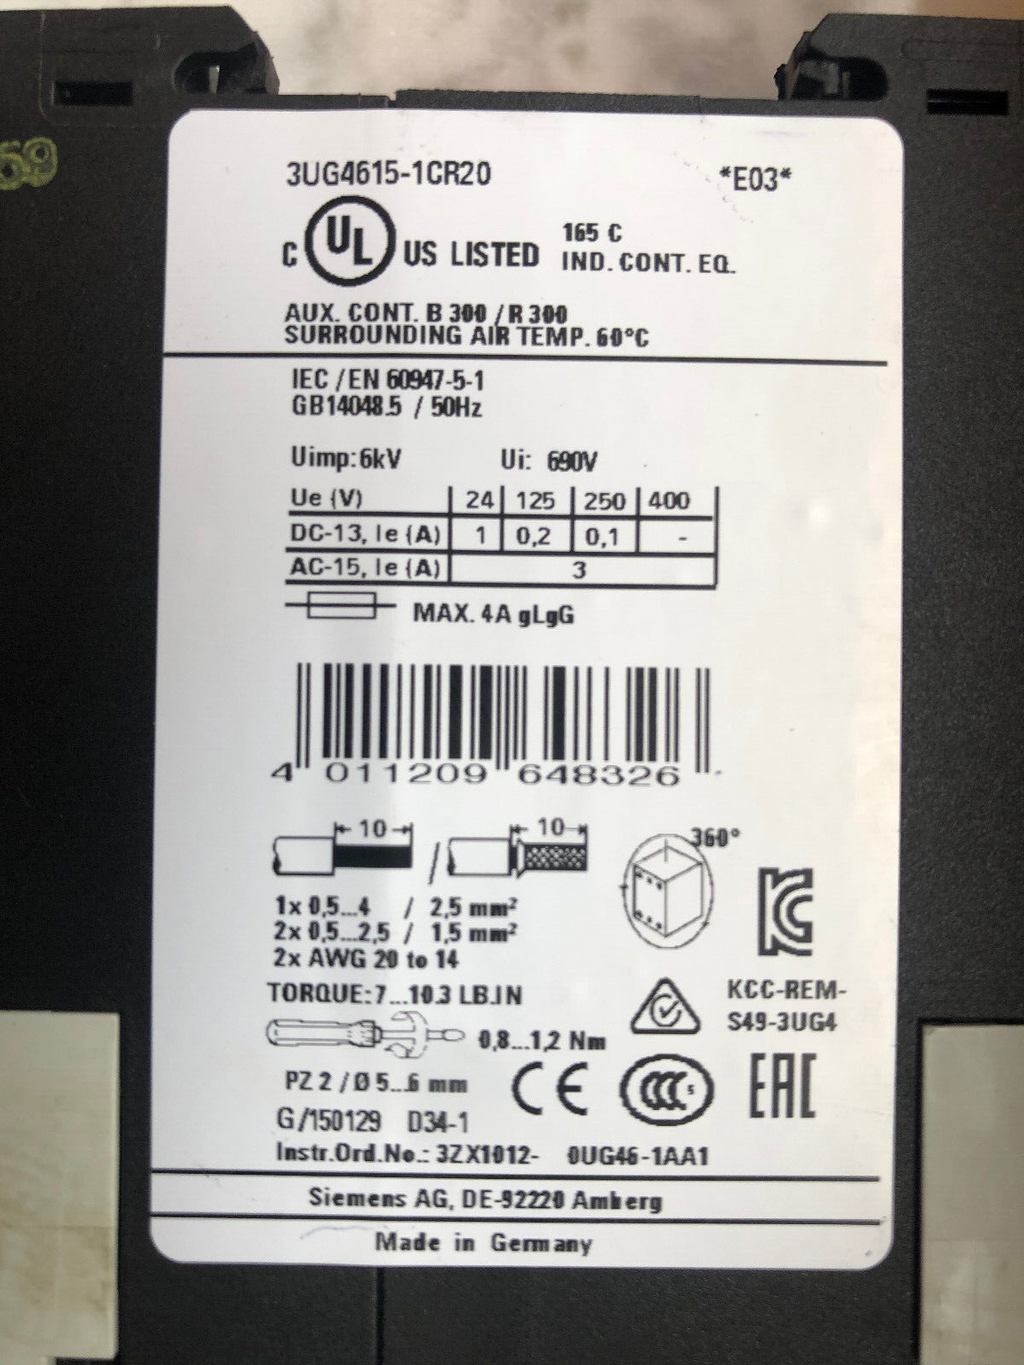 69
3UG4615-1CR20 *E03*
C UL US LISTED 165 C
IND. CONT. EQ.
AUX. CONT. B 300 / R 300
SURROUNDING AIR TEMP. 60°C
IEC / EN 60947-5-1
GB14048.5 / 50Hz
Uimp:6kV Ui: 690V
Ue (V) 24 125 250 400
DC-13, Ie (A) 1 0,2 0,1 -
AC-15, Ie (A) 3
MAX. 4A gLgG
4 011209 648326
10 / 10 360°
1x 0,5...4 / 2,5 mm²
2x 0,5...2,5 / 1,5 mm²
2x AWG 20 to 14
TORQUE: 7...10.3 LB.IN
KCC-REM-
S49-3UG4
0,8...1,2 Nm
PZ 2 / Ø 5...6 mm
CE CCC S EAC
G/150129 D34-1
Instr.Ord.No.: 3ZX1012- 0UG46-1AA1
Siemens AG, DE-92220 Amberg
Made in Germany